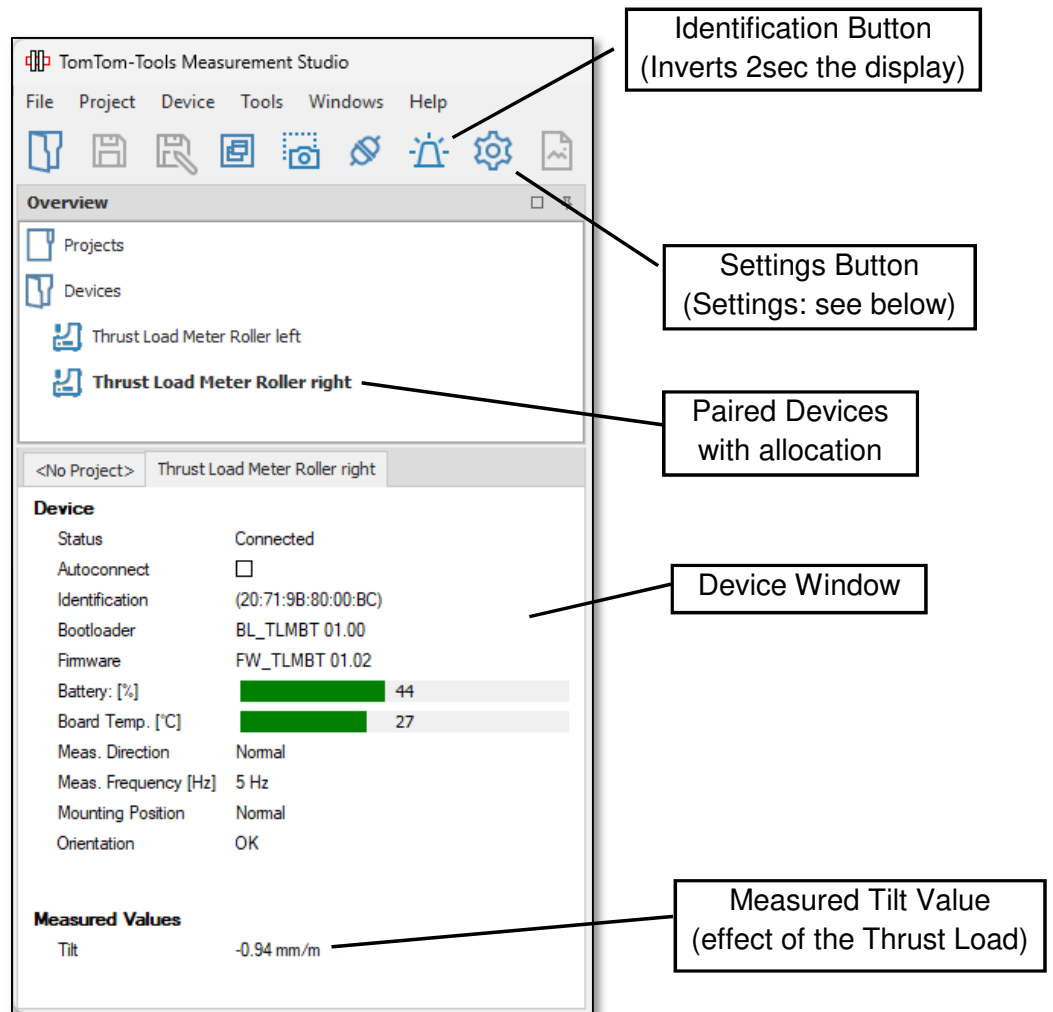 Identification Button
(Inverts 2sec the display)
TomTom-Tools Measurement Studio
File Project Device Tools Windows Help
Overview
Projects
Devices
Thrust Load Meter Roller left
Thrust Load Meter Roller right
Settings Button
(Settings: see below)
Paired Devices
with allocation
<No Project> Thrust Load Meter Roller right
Device
Status Connected
Autoconnect
Identification (20:71:9B:80:00:BC)
Bootloader BL_TLMBT 01.00
Firmware FW_TLMBT 01.02
Battery: [%] 44
Board Temp. [°C] 27
Meas. Direction Normal
Meas. Frequency [Hz] 5 Hz
Mounting Position Normal
Orientation OK
Device Window
Measured Values
Tilt -0.94 mm/m
Measured Tilt Value
(effect of the Thrust Load)